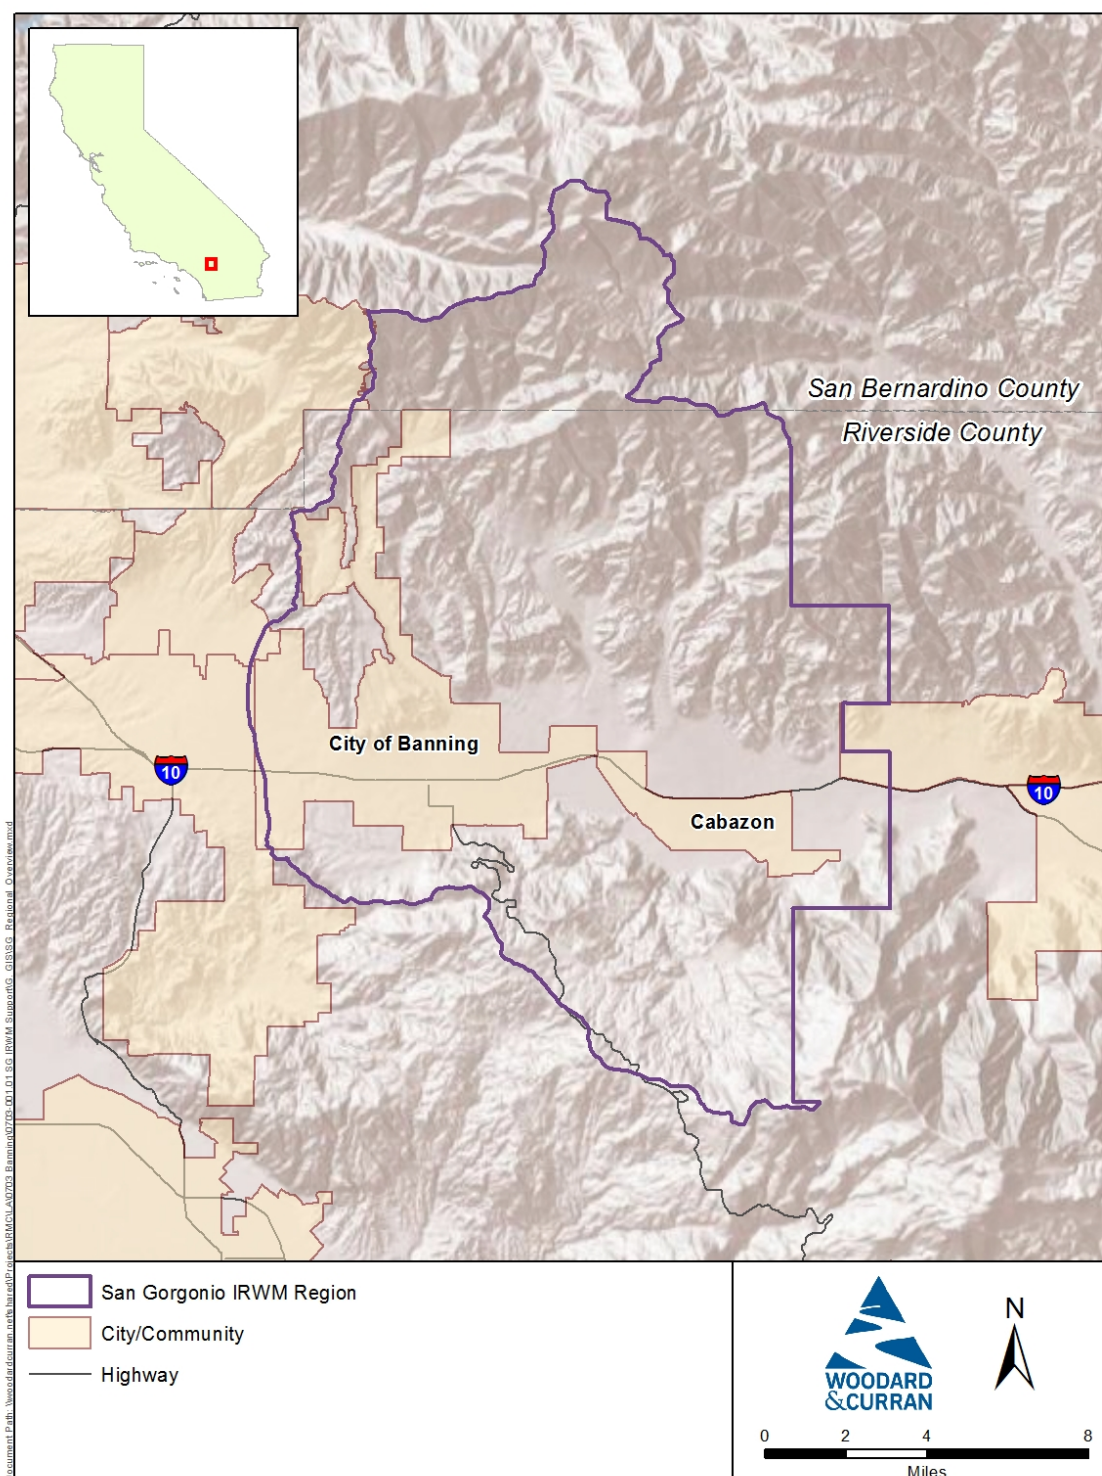 San Bernardino County
Riverside County
City of Banning
10
10
Cabazon
San Gorgonio IRWM Region
City/Community
Highway
WOODARD
&CURRAN
N
0 2 4 8
Miles